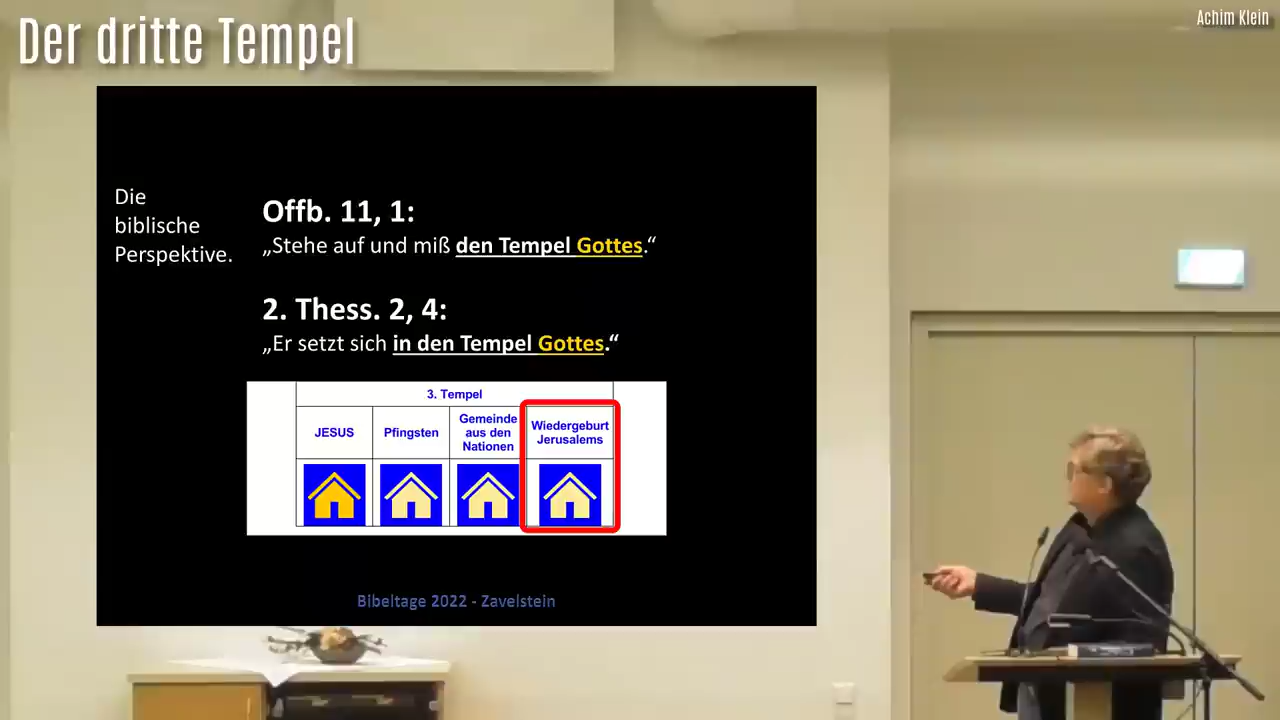 Der dritte Tempel
Achim Klein
Die
biblische
Perspektive.
Offb. 11, 1:
„Stehe auf und miß den Tempel Gottes.“
2. Thess. 2, 4:
„Er setzt sich in den Tempel Gottes.“
3. Tempel
JESUS
Pfingsten
Gemeinde
aus den
Nationen
Wiedergeburt
Jerusalems
Bibeltage 2022 - Zavelstein